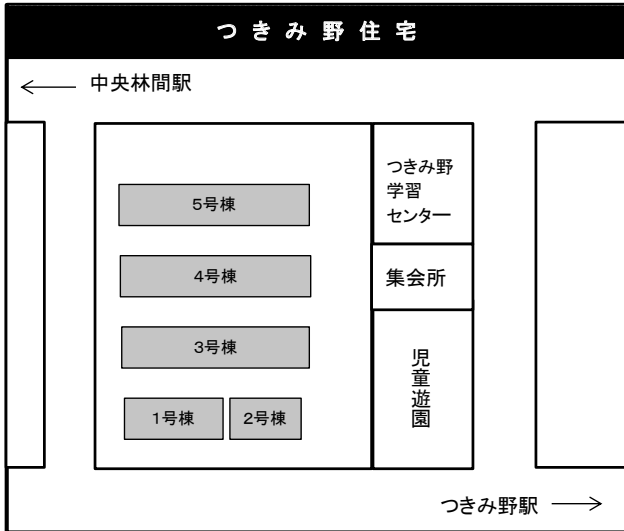 つきみ野住宅
中央林間駅
つきみ野
学習
センター
5号棟
4号棟
集会所
3号棟
児童遊園
1号棟
2号棟
つきみ野駅